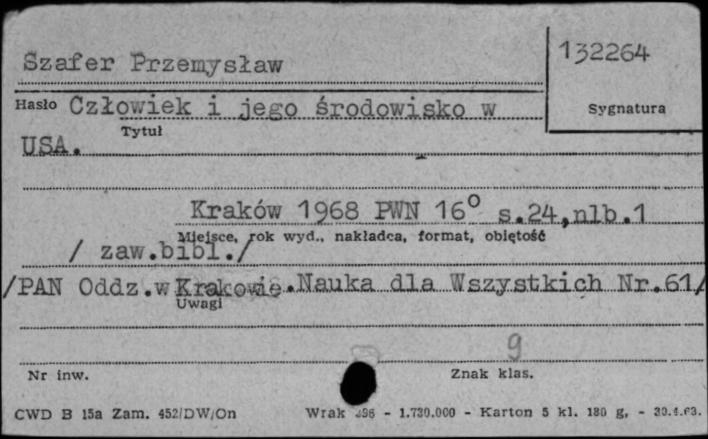 Szafer Przemysław
132264
Hasło Człowiek i jego środowisko w
Sygnatura
Tytuł
USA.
Kraków 1968 PWN 16° s.24,nlb.1
Miejsce, rok wyd., nakładca, format, objętość
/ zaw.bibl./
/PAN Oddz.w Krakowie.Nauka dla Wszystkich Nr.61/
Uwagi
9
Nr inw.
Znak klas.
CWD B 15a Zam. 452/DW/On
Wrak - 1.730.000 - Karton 5 kl. 180 g, -